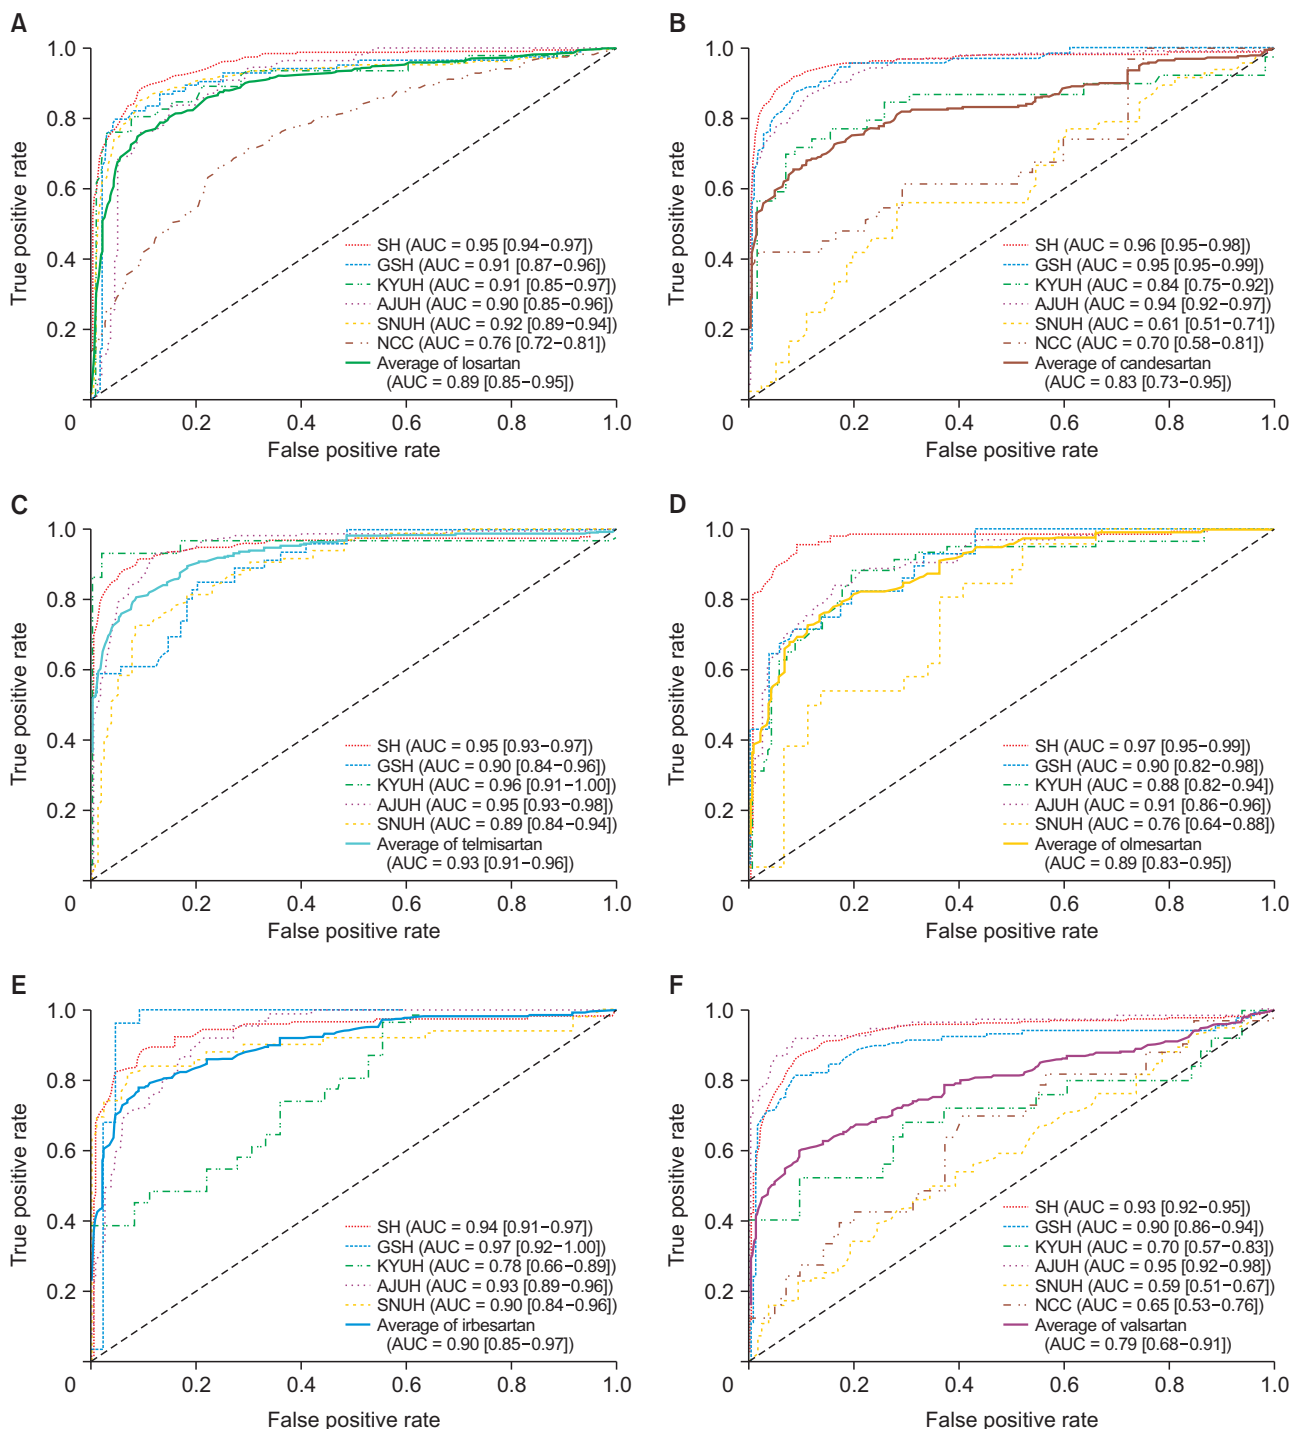 A
1.0
0.8
0.6
0.4
0.2
True positive rate
SH (AUC = 0.95 [0.94−0.97])
GSH (AUC = 0.91 [0.87−0.96])
KYUH (AUC = 0.91 [0.85−0.97])
AJUH (AUC = 0.90 [0.85−0.96])
SNUH (AUC = 0.92 [0.89−0.94])
NCC (AUC = 0.76 [0.72−0.81])
Average of losartan
(AUC = 0.89 [0.85−0.95])
0 0.2 0.4 0.6 0.8 1.0
False positive rate
B
1.0
0.8
0.6
0.4
0.2
True positive rate
SH (AUC = 0.96 [0.95−0.98])
GSH (AUC = 0.95 [0.95−0.99])
KYUH (AUC = 0.84 [0.75−0.92])
AJUH (AUC = 0.94 [0.92−0.97])
SNUH (AUC = 0.61 [0.51−0.71])
NCC (AUC = 0.70 [0.58−0.81])
Average of candesartan
(AUC = 0.83 [0.73−0.95])
0 0.2 0.4 0.6 0.8 1.0
False positive rate
C
1.0
0.8
0.6
0.4
0.2
True positive rate
SH (AUC = 0.95 [0.93−0.97])
GSH (AUC = 0.90 [0.84−0.96])
KYUH (AUC = 0.96 [0.91−1.00])
AJUH (AUC = 0.95 [0.93−0.98])
SNUH (AUC = 0.89 [0.84−0.94])
Average of telmisartan
(AUC = 0.93 [0.91−0.96])
0 0.2 0.4 0.6 0.8 1.0
False positive rate
D
1.0
0.8
0.6
0.4
0.2
True positive rate
SH (AUC = 0.97 [0.95−0.99])
GSH (AUC = 0.90 [0.82−0.98])
KYUH (AUC = 0.88 [0.82−0.94])
AJUH (AUC = 0.91 [0.86−0.96])
SNUH (AUC = 0.76 [0.64−0.88])
Average of olmesartan
(AUC = 0.89 [0.83−0.95])
0 0.2 0.4 0.6 0.8 1.0
False positive rate
E
1.0
0.8
0.6
0.4
0.2
True positive rate
SH (AUC = 0.94 [0.91−0.97])
GSH (AUC = 0.97 [0.92−1.00])
KYUH (AUC = 0.78 [0.66−0.89])
AJUH (AUC = 0.93 [0.89−0.96])
SNUH (AUC = 0.90 [0.84−0.96])
Average of irbesartan
(AUC = 0.90 [0.85−0.97])
0 0.2 0.4 0.6 0.8 1.0
False positive rate
F
1.0
0.8
0.6
0.4
0.2
True positive rate
SH (AUC = 0.93 [0.92−0.95])
GSH (AUC = 0.90 [0.86−0.94])
KYUH (AUC = 0.70 [0.57−0.83])
AJUH (AUC = 0.95 [0.92−0.98])
SNUH (AUC = 0.59 [0.51−0.67])
NCC (AUC = 0.65 [0.53−0.76])
Average of valsartan
(AUC = 0.79 [0.68−0.91])
0 0.2 0.4 0.6 0.8 1.0
False positive rate